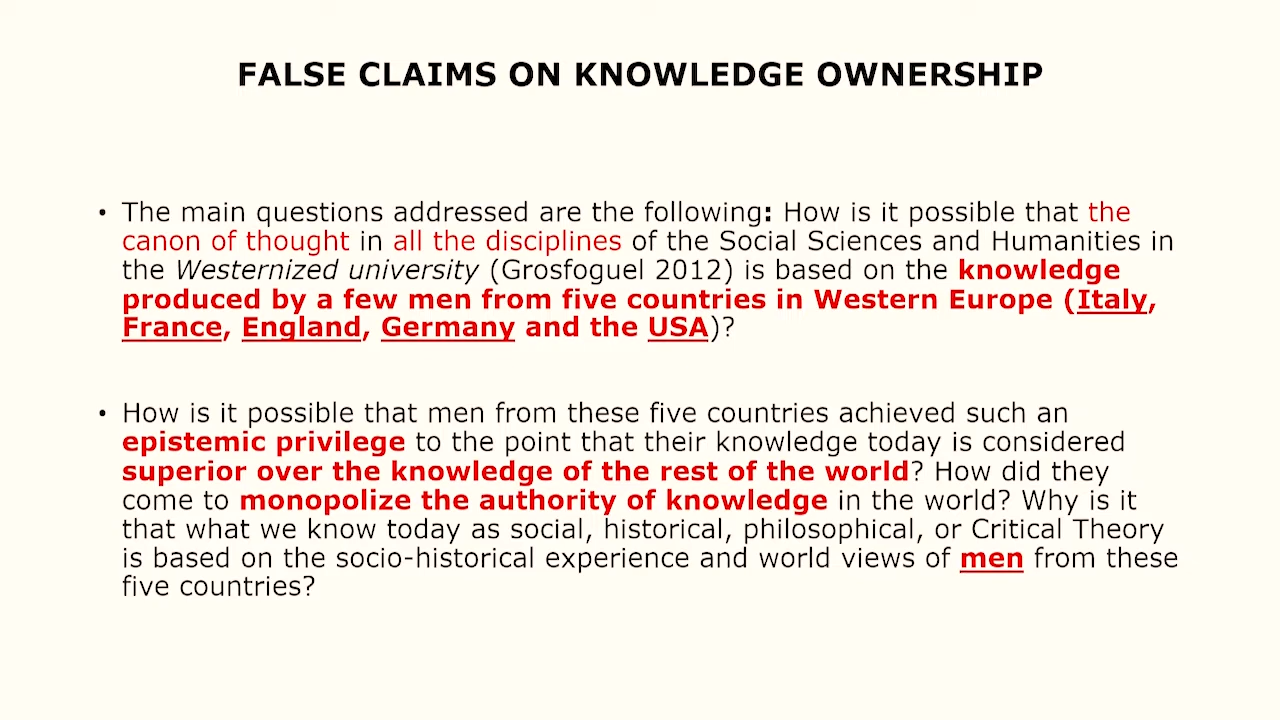 FALSE CLAIMS ON KNOWLEDGE OWNERSHIP
• The main questions addressed are the following: How is it possible that the
canon of thought in all the disciplines of the Social Sciences and Humanities in
the Westernized university (Grosfoguel 2012) is based on the knowledge
produced by a few men from five countries in Western Europe (Italy,
France, England, Germany and the USA)?
• How is it possible that men from these five countries achieved such an
epistemic privilege to the point that their knowledge today is considered
superior over the knowledge of the rest of the world? How did they
come to monopolize the authority of knowledge in the world? Why is it
that what we know today as social, historical, philosophical, or Critical Theory
is based on the socio-historical experience and world views of men from these
five countries?